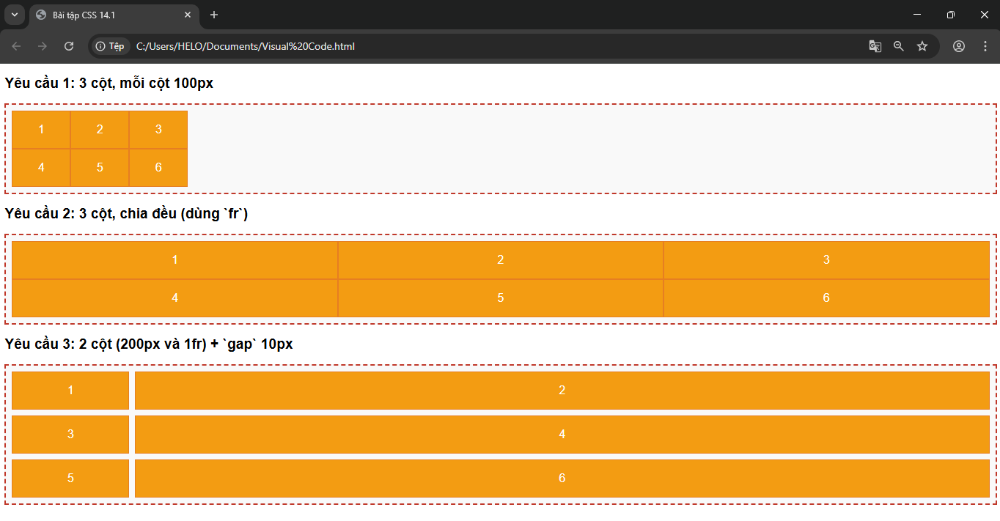 Bài tập CSS 14.1
Tệp C:/Users/HELO/Documents/Visual%20Code.html
Yêu cầu 1: 3 cột, mỗi cột 100px
1 2 3
4 5 6
Yêu cầu 2: 3 cột, chia đều (dùng `fr`)
1 2 3
4 5 6
Yêu cầu 3: 2 cột (200px và 1fr) + `gap` 10px
1 2
3 4
5 6